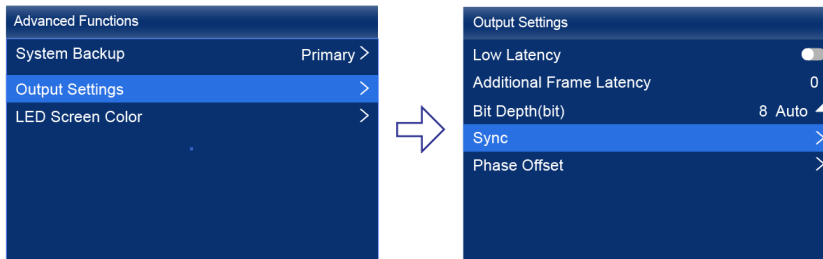 Advanced Functions
System Backup Primary >
Output Settings >
LED Screen Color >
Output Settings
Low Latency
Additional Frame Latency 0
Bit Depth(bit) 8 Auto
Sync >
Phase Offset >